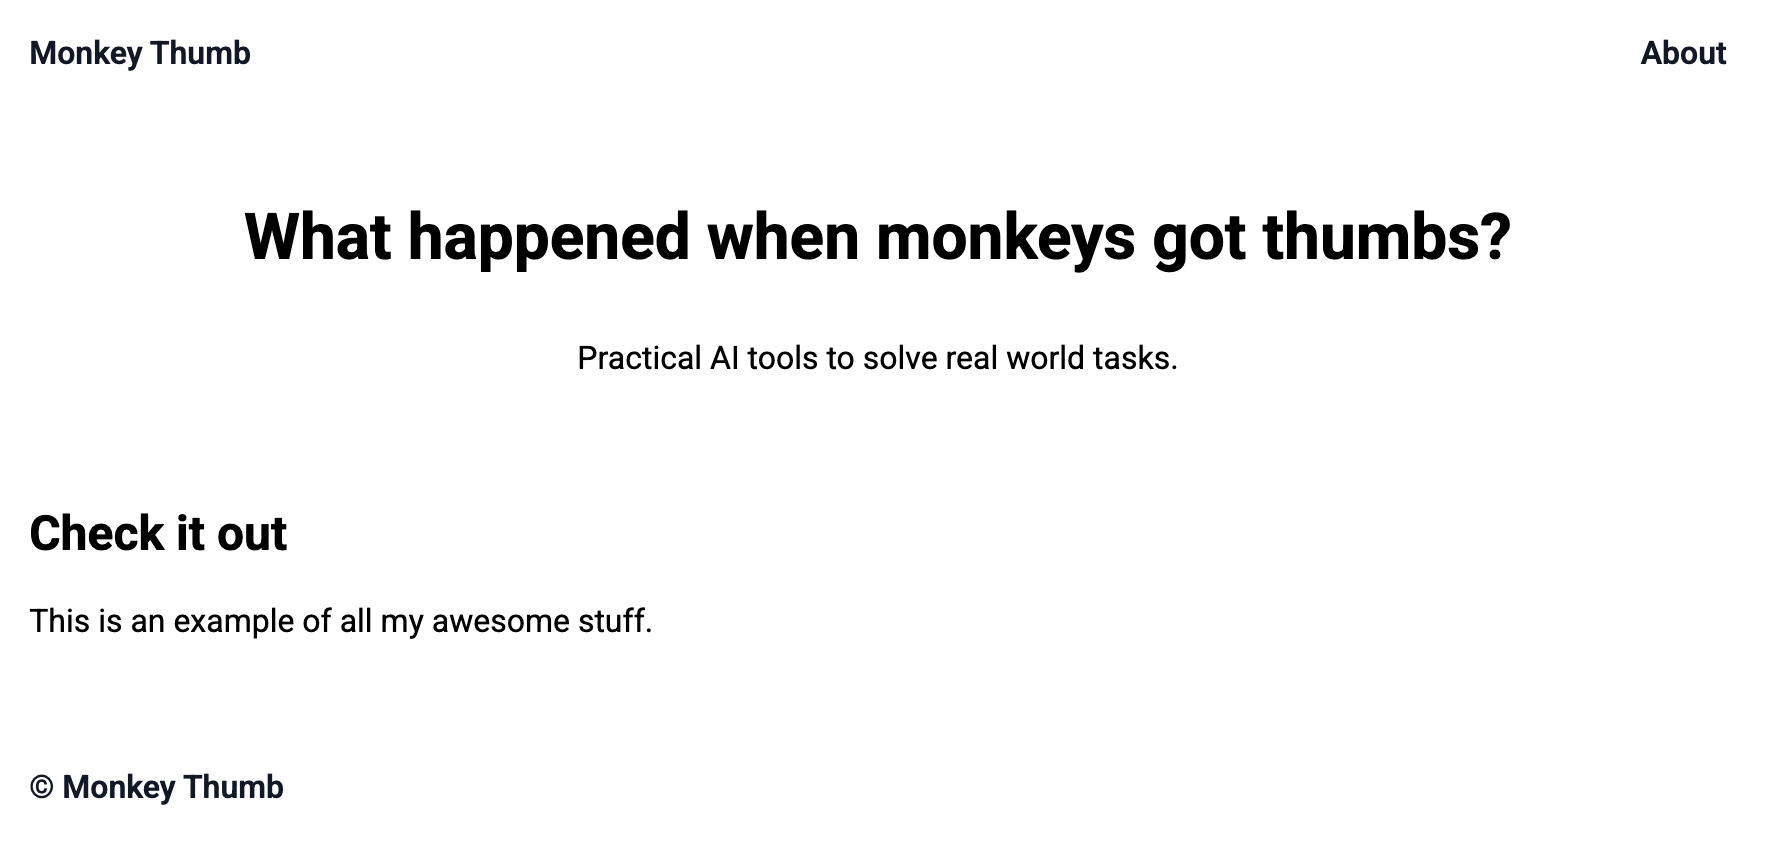 Monkey Thumb
About
What happened when monkeys got thumbs?
Practical AI tools to solve real world tasks.
Check it out
This is an example of all my awesome stuff.
© Monkey Thumb